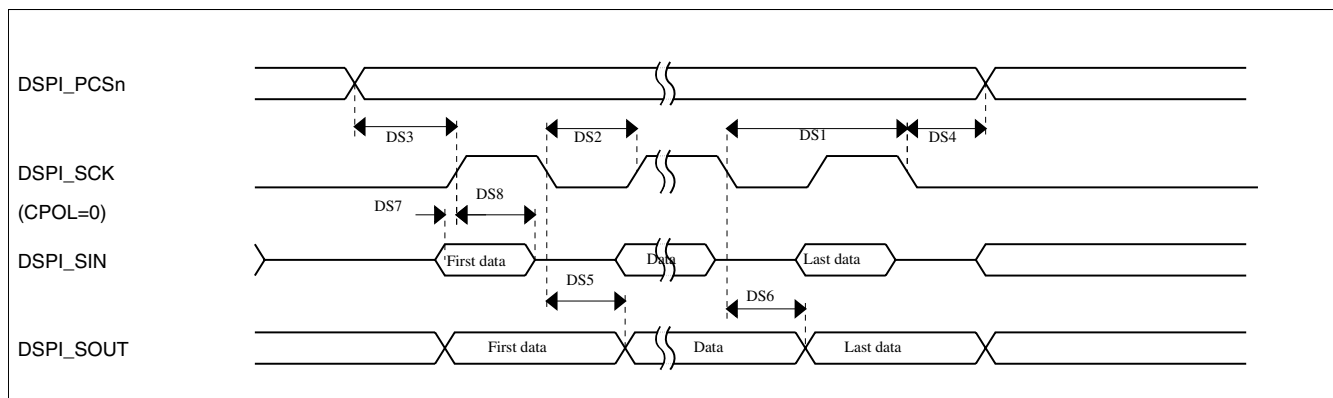 DSPI_PCSn
DS3
DS2
DS1
DS4
DSPI_SCK
(CPOL=0)
DS7
DS8
DSPI_SIN
First data
Data
Last data
DS5
DS6
DSPI_SOUT
First data
Data
Last data